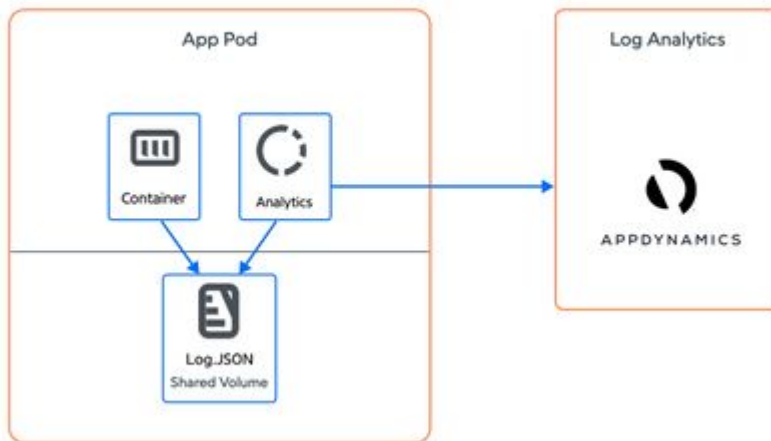 App Pod
Log Analytics
Container
Analytics
APPDYNAMICS
Log.JSON
Shared Volume